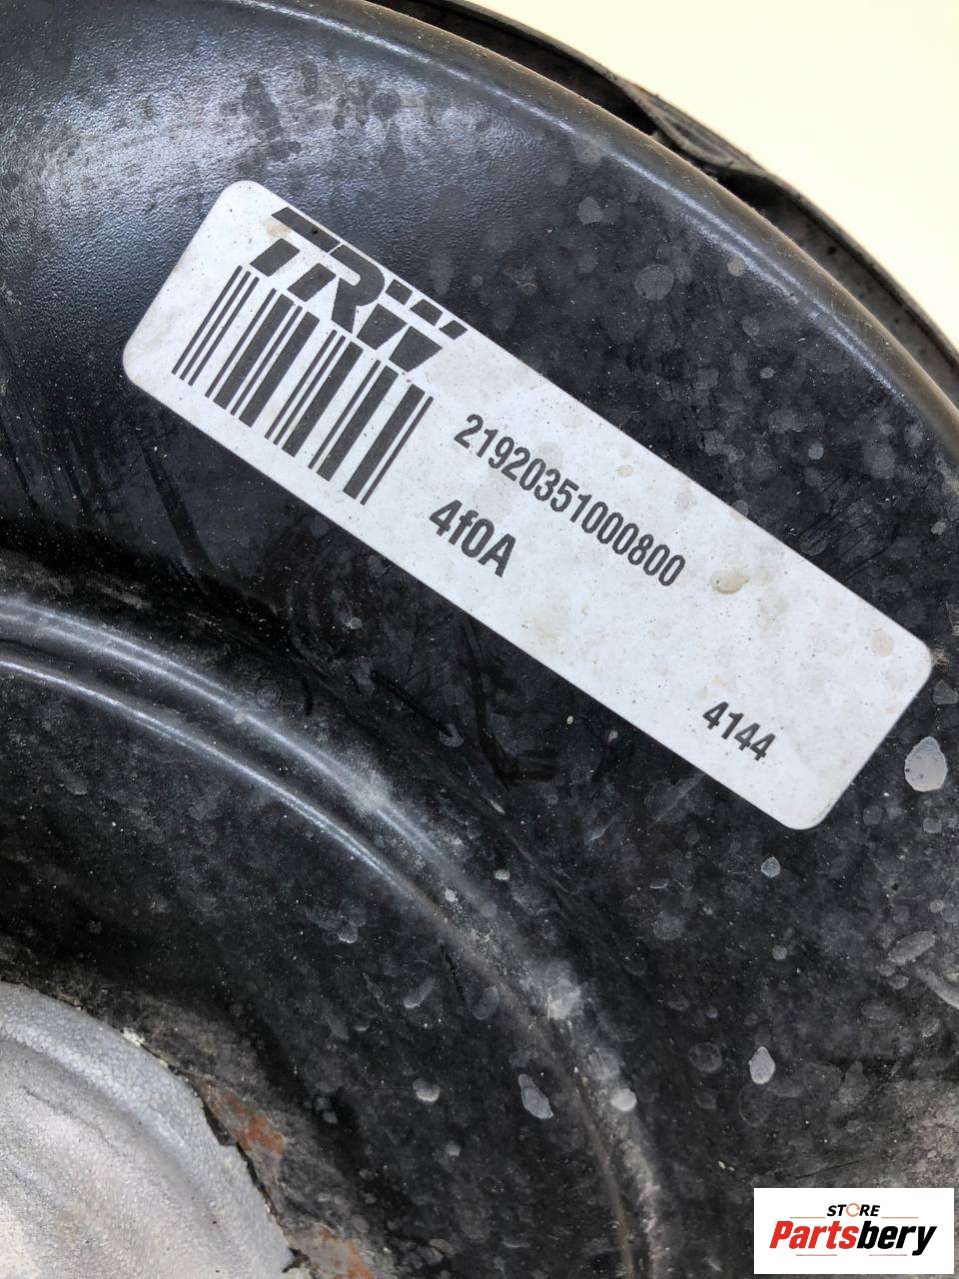 TRW
21920351000800
4f0A
4144
STORE
Partsbery